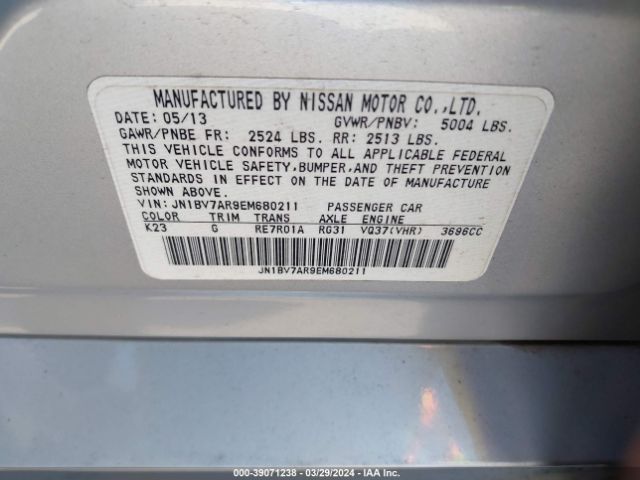 MANUFACTURED BY NISSAN MOTOR CO.,LTD.
DATE: 05/13 GVWR/PNBV: 5004 LBS.
GAWR/PNBE FR: 2524 LBS. RR: 2513 LBS.
THIS VEHICLE CONFORMS TO ALL APPLICABLE FEDERAL
MOTOR VEHICLE SAFETY,BUMPER,AND THEFT PREVENTION
STANDARDS IN EFFECT ON THE DATE OF MANUFACTURE
SHOWN ABOVE.
VIN: JN1BV7AR9EM680211 PASSENGER CAR
COLOR TRIM TRANS AXLE ENGINE
K23 G RE7R01A RG31 VQ37(VHR) 3696CC
JN1BV7AR9EM680211
000-39071238 - 03/29/2024 - IAA Inc.